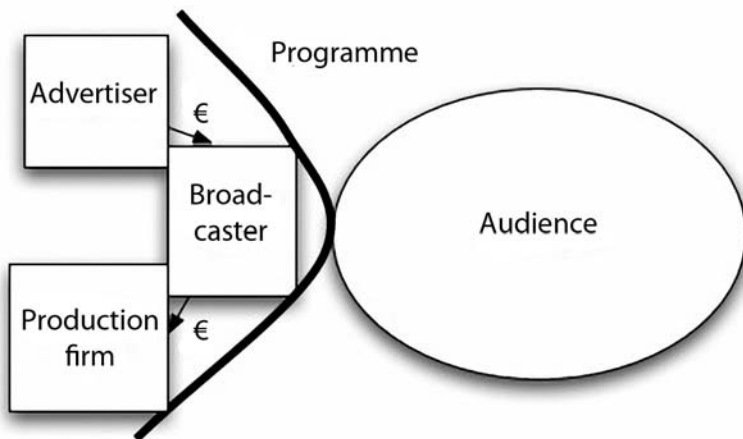 Programme
Advertiser
€
Broad-
caster
Audience
Production
firm
€